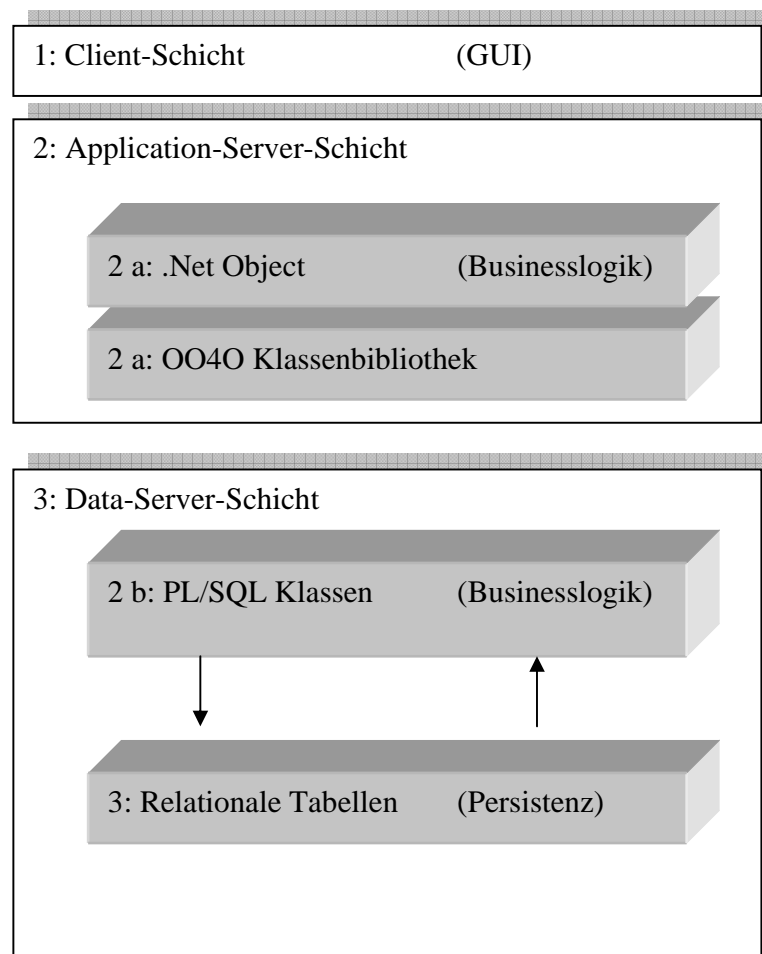 1: Client-Schicht (GUI)
2: Application-Server-Schicht
2 a: .Net Object (Businesslogik)
2 a: OO4O Klassenbibliothek
3: Data-Server-Schicht
2 b: PL/SQL Klassen (Businesslogik)
3: Relationale Tabellen (Persistenz)